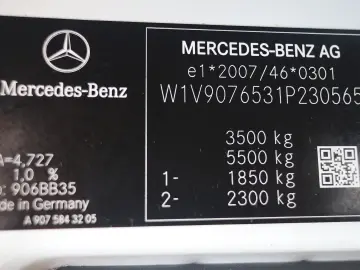 Mercedes-Benz
MERCEDES-BENZ AG
e1*2007/46*0301
W1V9076531P230565
3500 kg
5500 kg
1- 1850 kg
2- 2300 kg
A=4,727
1,0 %
: 906BB35
de in Germany
A 907 584 32 05